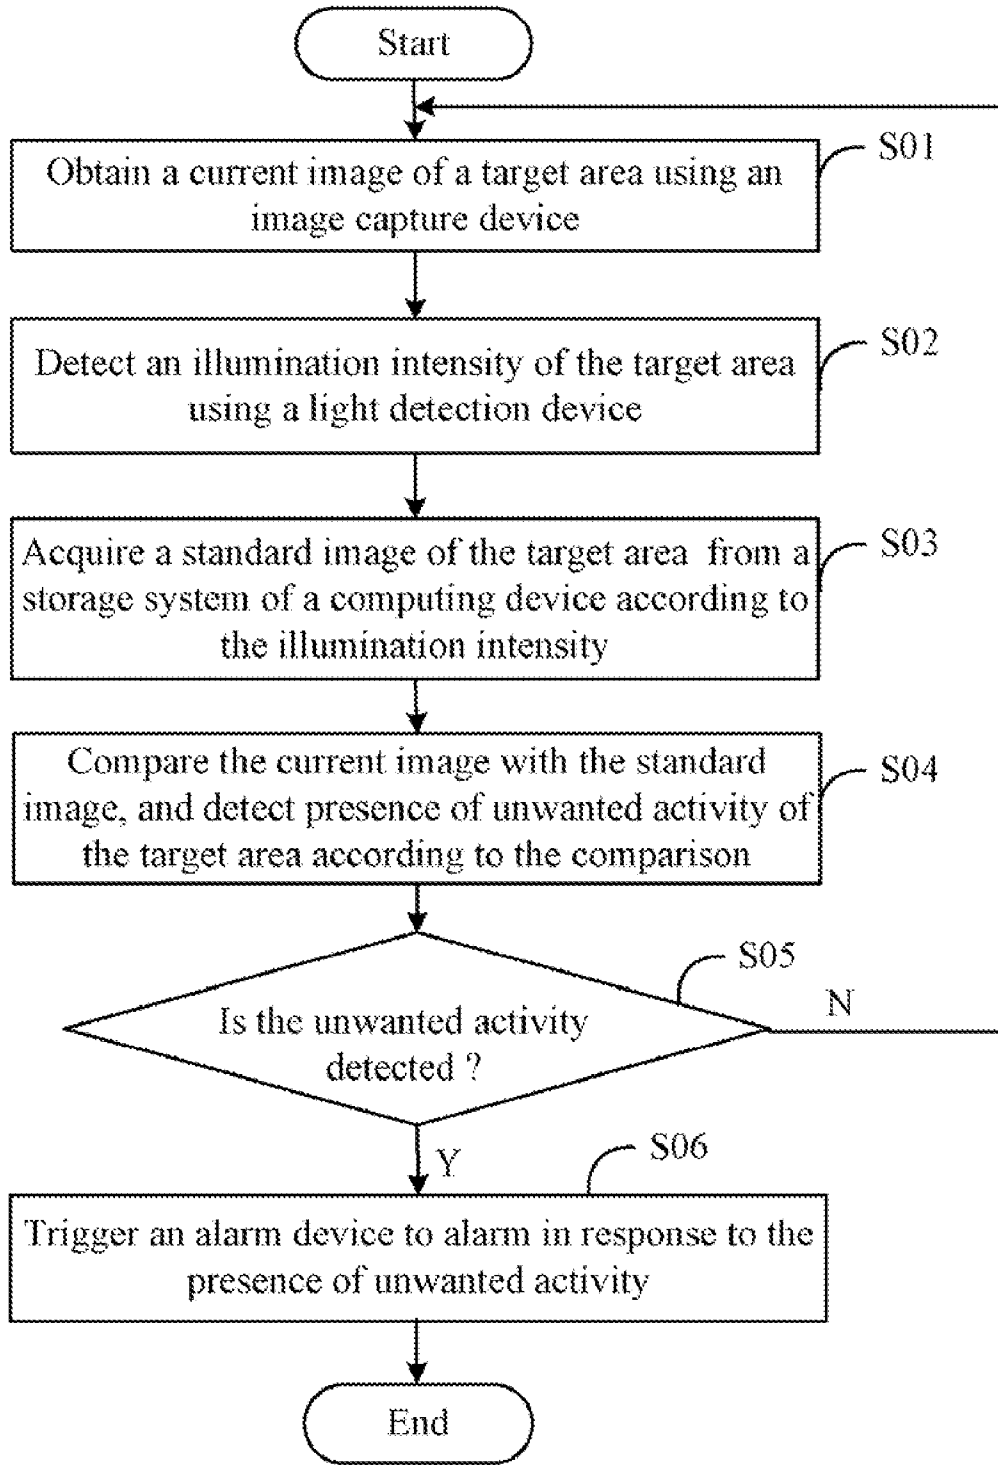 Start
S01
Obtain a current image of a target area using an
image capture device
S02
Detect an illumination intensity of the target area
using a light detection device
S03
Acquire a standard image of the target area from a
storage system of a computing device according to
the illumination intensity
S04
Compare the current image with the standard
image, and detect presence of unwanted activity of
the target area according to the comparison
S05
N
Is the unwanted activity
detected ?
Y
S06
Trigger an alarm device to alarm in response to the
presence of unwanted activity
End